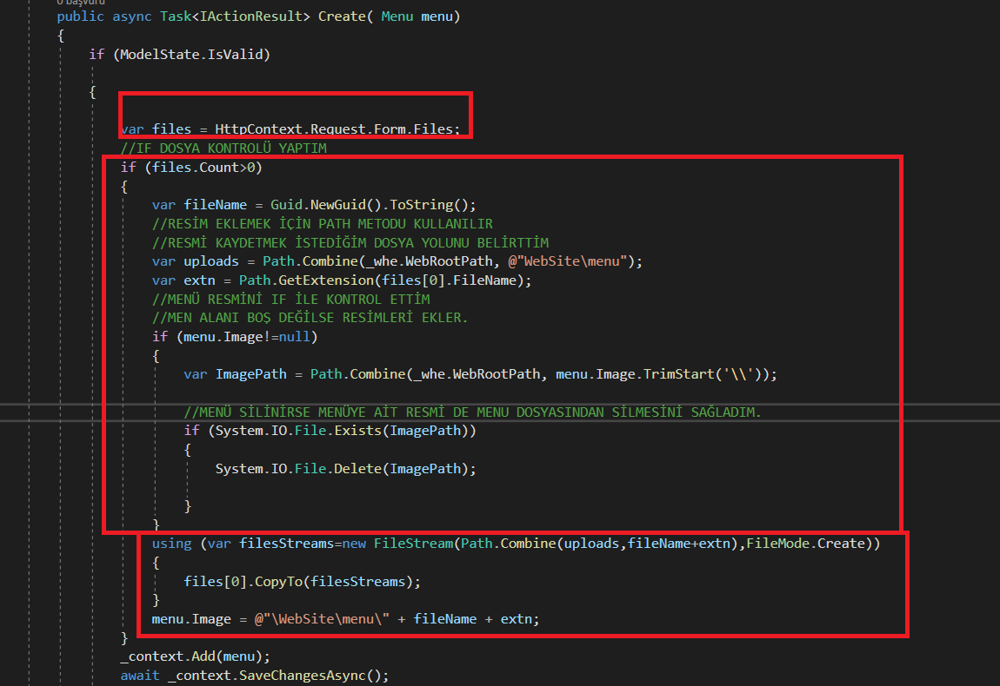 0 başvuru
public async Task<IActionResult> Create( Menu menu)
{
if (ModelState.IsValid)
{
var files = HttpContext.Request.Form.Files;
//IF DOSYA KONTROLÜ YAPTIM
if (files.Count>0)
{
var fileName = Guid.NewGuid().ToString();
//RESİM EKLEMEK İÇİN PATH METODU KULLANILIR
//RESMİ KAYDETMEK İSTEDİĞİM DOSYA YOLUNU BELİRTTİM
var uploads = Path.Combine(_whe.WebRootPath, @"WebSite\menu");
var extn = Path.GetExtension(files[0].FileName);
//MENÜ RESMİNİ IF İLE KONTROL ETTİM
//MEN ALANI BOŞ DEĞİLSE RESİMLERİ EKLER.
if (menu.Image!=null)
{
var ImagePath = Path.Combine(_whe.WebRootPath, menu.Image.TrimStart('\\'));
//MENÜ SİLİNİRSE MENÜYE AİT RESMİ DE MENU DOSYASINDAN SİLMESİNİ SAĞLADIM.
if (System.IO.File.Exists(ImagePath))
{
System.IO.File.Delete(ImagePath);
}
}
using (var filesStreams=new FileStream(Path.Combine(uploads,fileName+extn),FileMode.Create))
{
files[0].CopyTo(filesStreams);
}
menu.Image = @"\WebSite\menu\" + fileName + extn;
}
_context.Add(menu);
await _context.SaveChangesAsync();